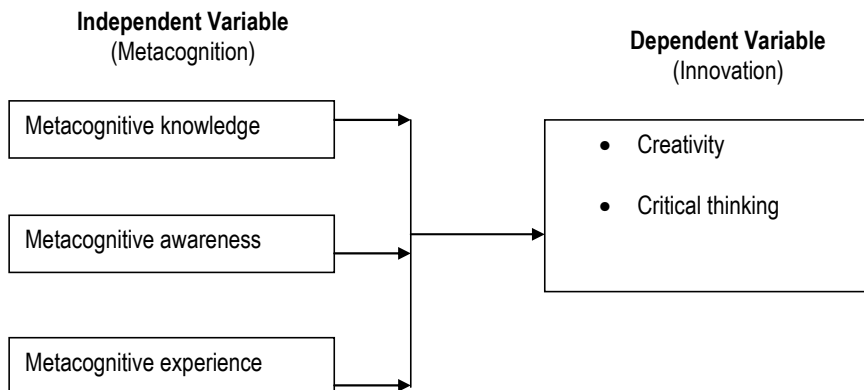 Independent Variable
(Metacognition)
Metacognitive knowledge
Metacognitive awareness
Metacognitive experience
Dependent Variable
(Innovation)
• Creativity
• Critical thinking